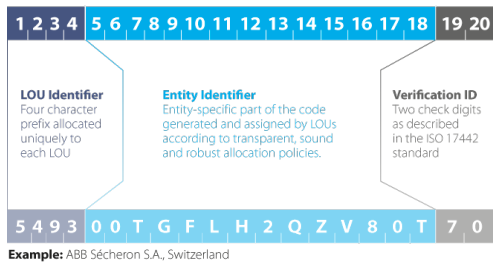 1 2 3 4 5 6 7 8 9 10 11 12 13 14 15 16 17 18 19 20
LOU Identifier
Four character
prefix allocated
uniquely to
each LOU
Entity Identifier
Entity-specific part of the code
generated and assigned by LOUs
according to transparent, sound
and robust allocation policies.
Verification ID
Two check digits
as described
in the ISO 17442
standard
5 4 9 3 0 0 T G F L H 2 Q Z V 8 0 T 7 0
Example: ABB Sécheron S.A., Switzerland